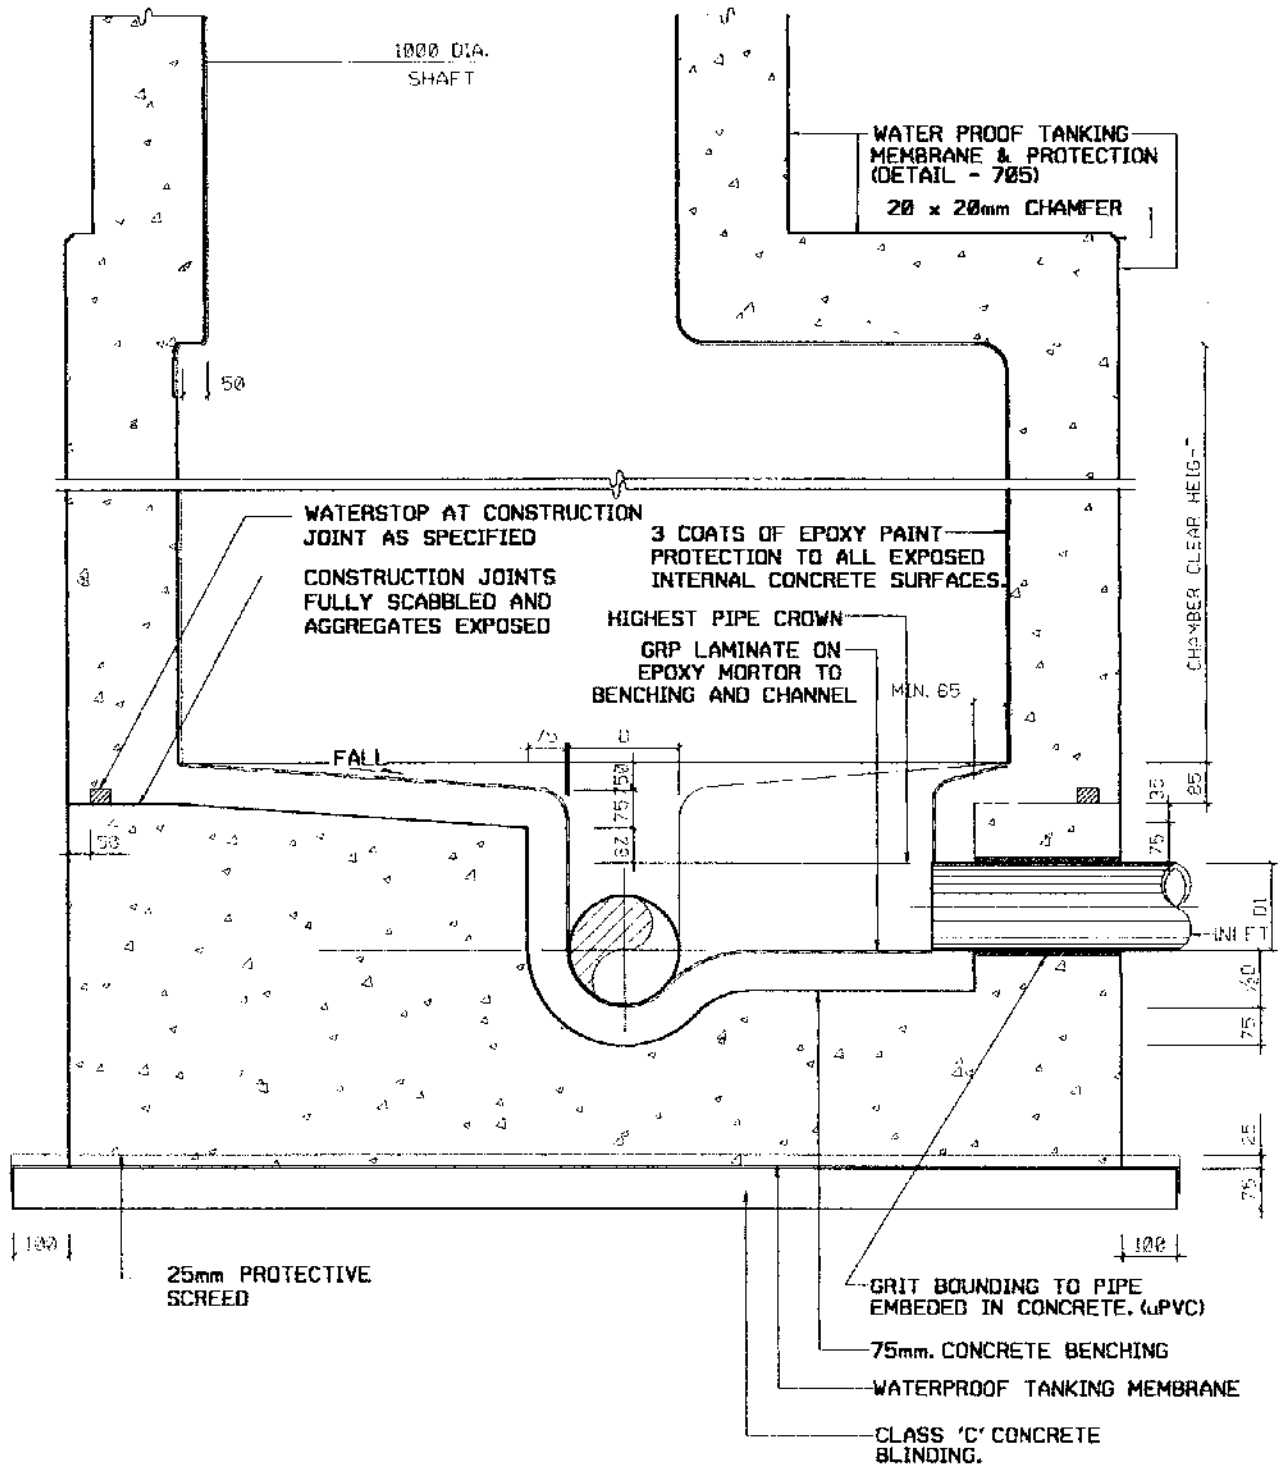 1000 DIA.
SHAFT
WATER PROOF TANKING
MEMBRANE & PROTECTION
(DETAIL - 705)
20 x 20mm CHAMFER
50
WATERSTOP AT CONSTRUCTION
JOINT AS SPECIFIED
3 COATS OF EPOXY PAINT
PROTECTION TO ALL EXPOSED
INTERNAL CONCRETE SURFACES.
CONSTRUCTION JOINTS
FULLY SCABBLED AND
AGGREGATES EXPOSED
HIGHEST PIPE CROWN
GRP LAMINATE ON
EPOXY MORTOR TO
BENCHING AND CHANNEL
MIN. 65
CHAMBER CLEAR
75
D
FALL
50
75
50
35
85
75
D1
INLET
½D
75
25
75
100
100
25mm PROTECTIVE
SCREED
GRIT BOUNDING TO PIPE
EMBEDED IN CONCRETE. (uPVC)
75mm. CONCRETE BENCHING
WATERPROOF TANKING MEMBRANE
CLASS 'C' CONCRETE
BLINDING.